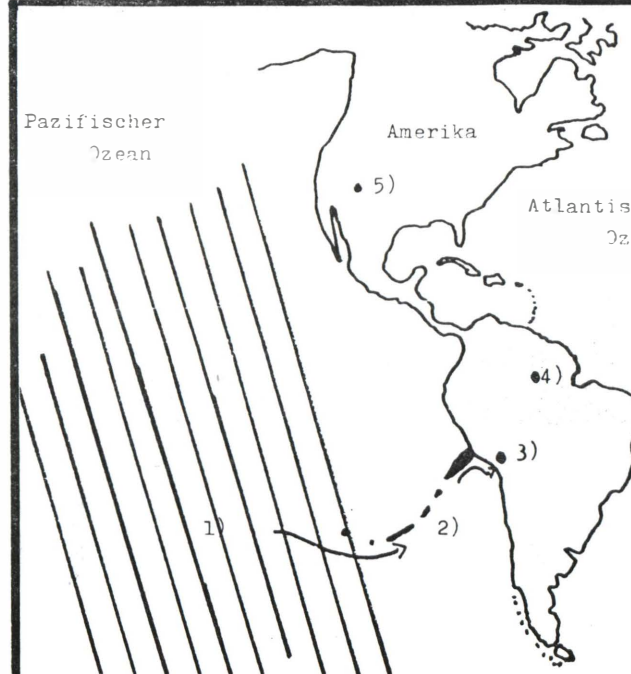 Pazifischer
Ozean
Amerika
5)
Atlantis
Oz
4)
3)
1)
2)